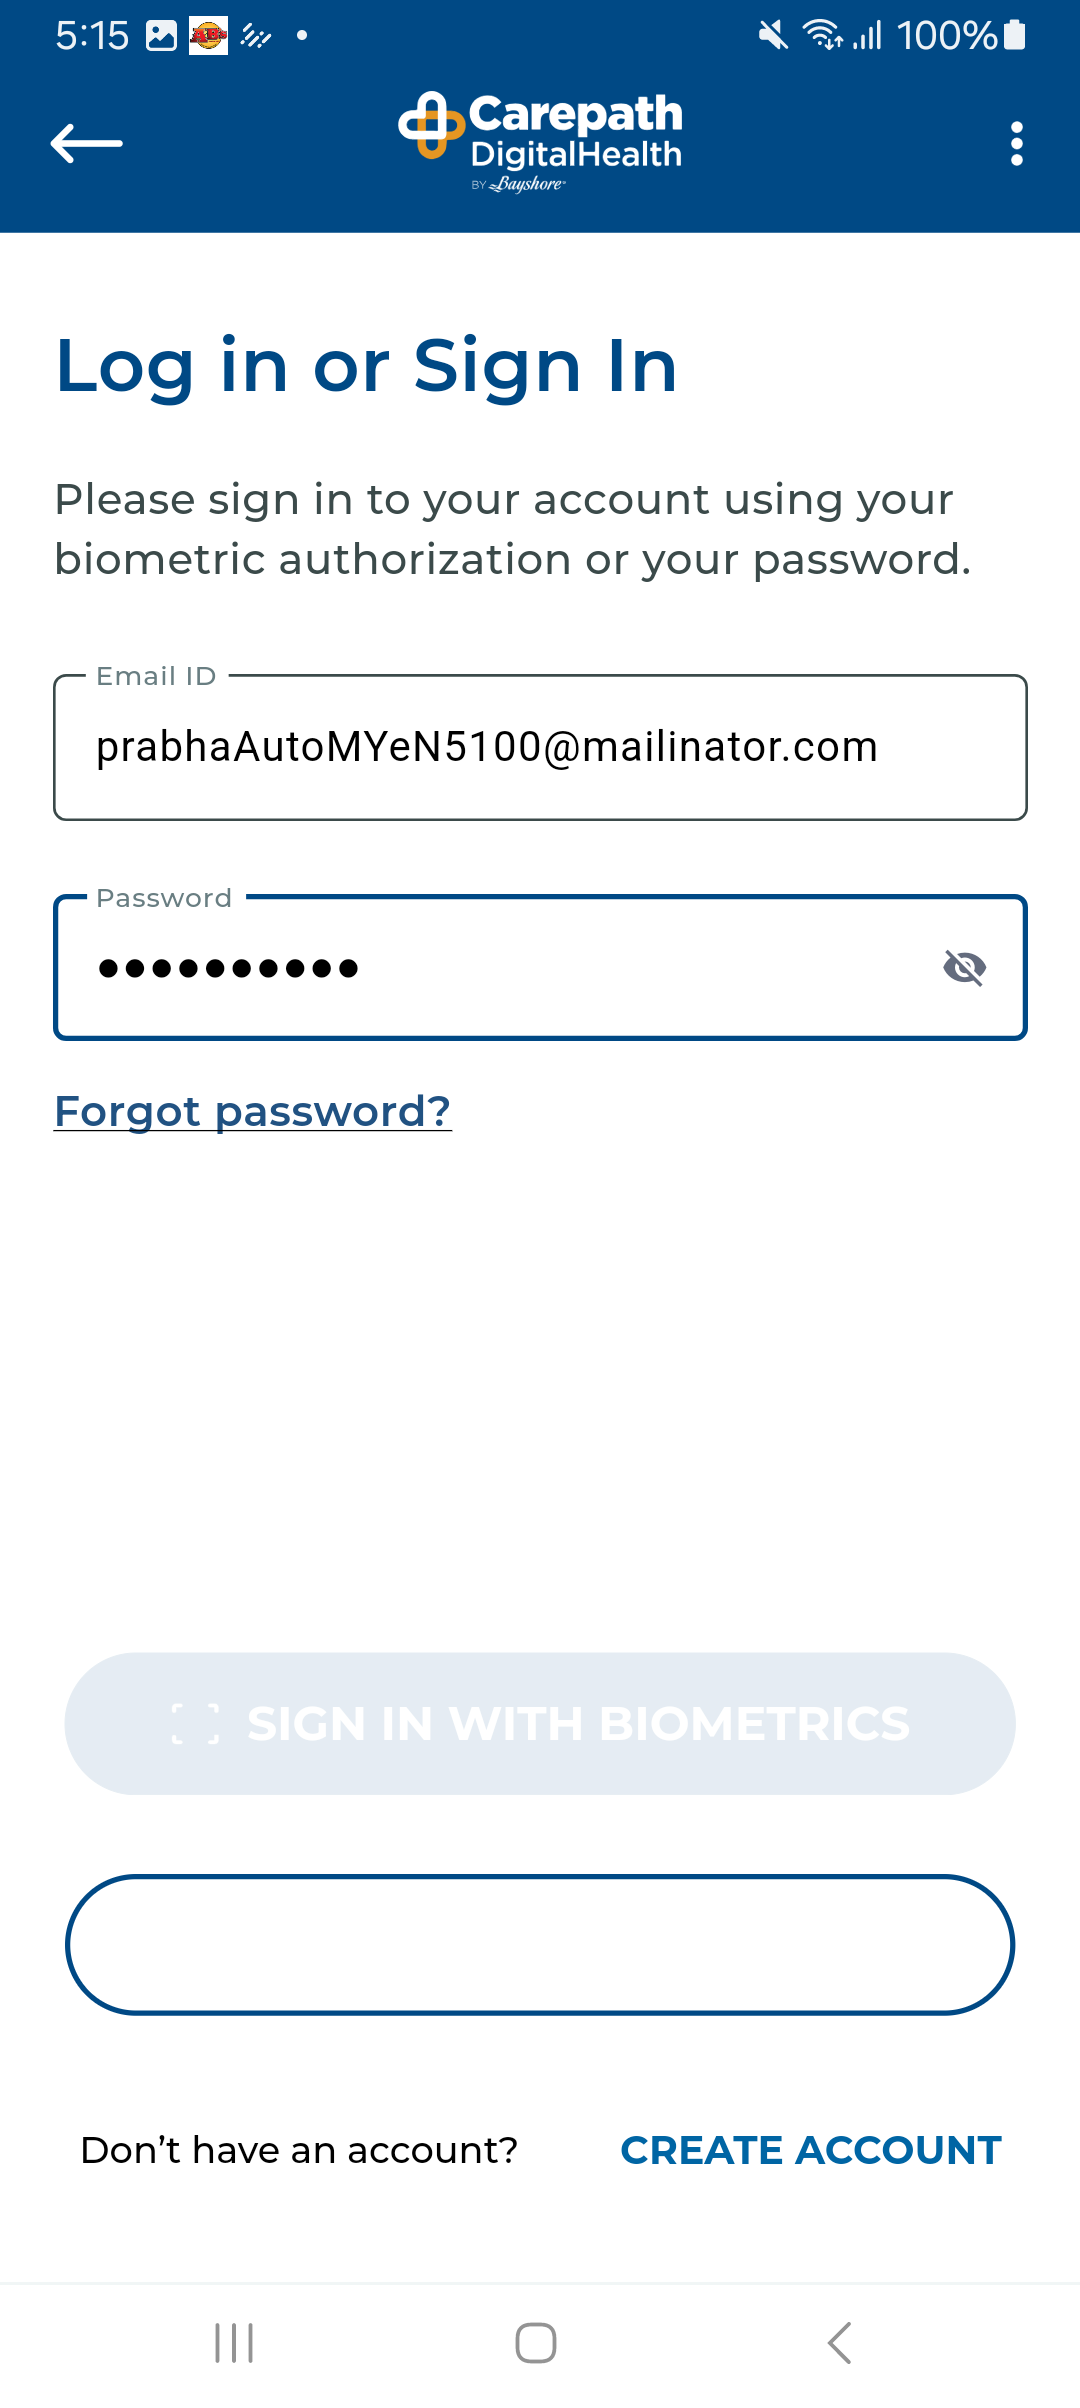 5:15
100%
Carepath
DigitalHealth
BY Bayshore
Log in or Sign In
Please sign in to your account using your
biometric authorization or your password.
Email ID
prabhaAutoMYeN5100@mailinator.com
Password
Forgot password?
SIGN IN WITH BIOMETRICS
Don’t have an account? CREATE ACCOUNT